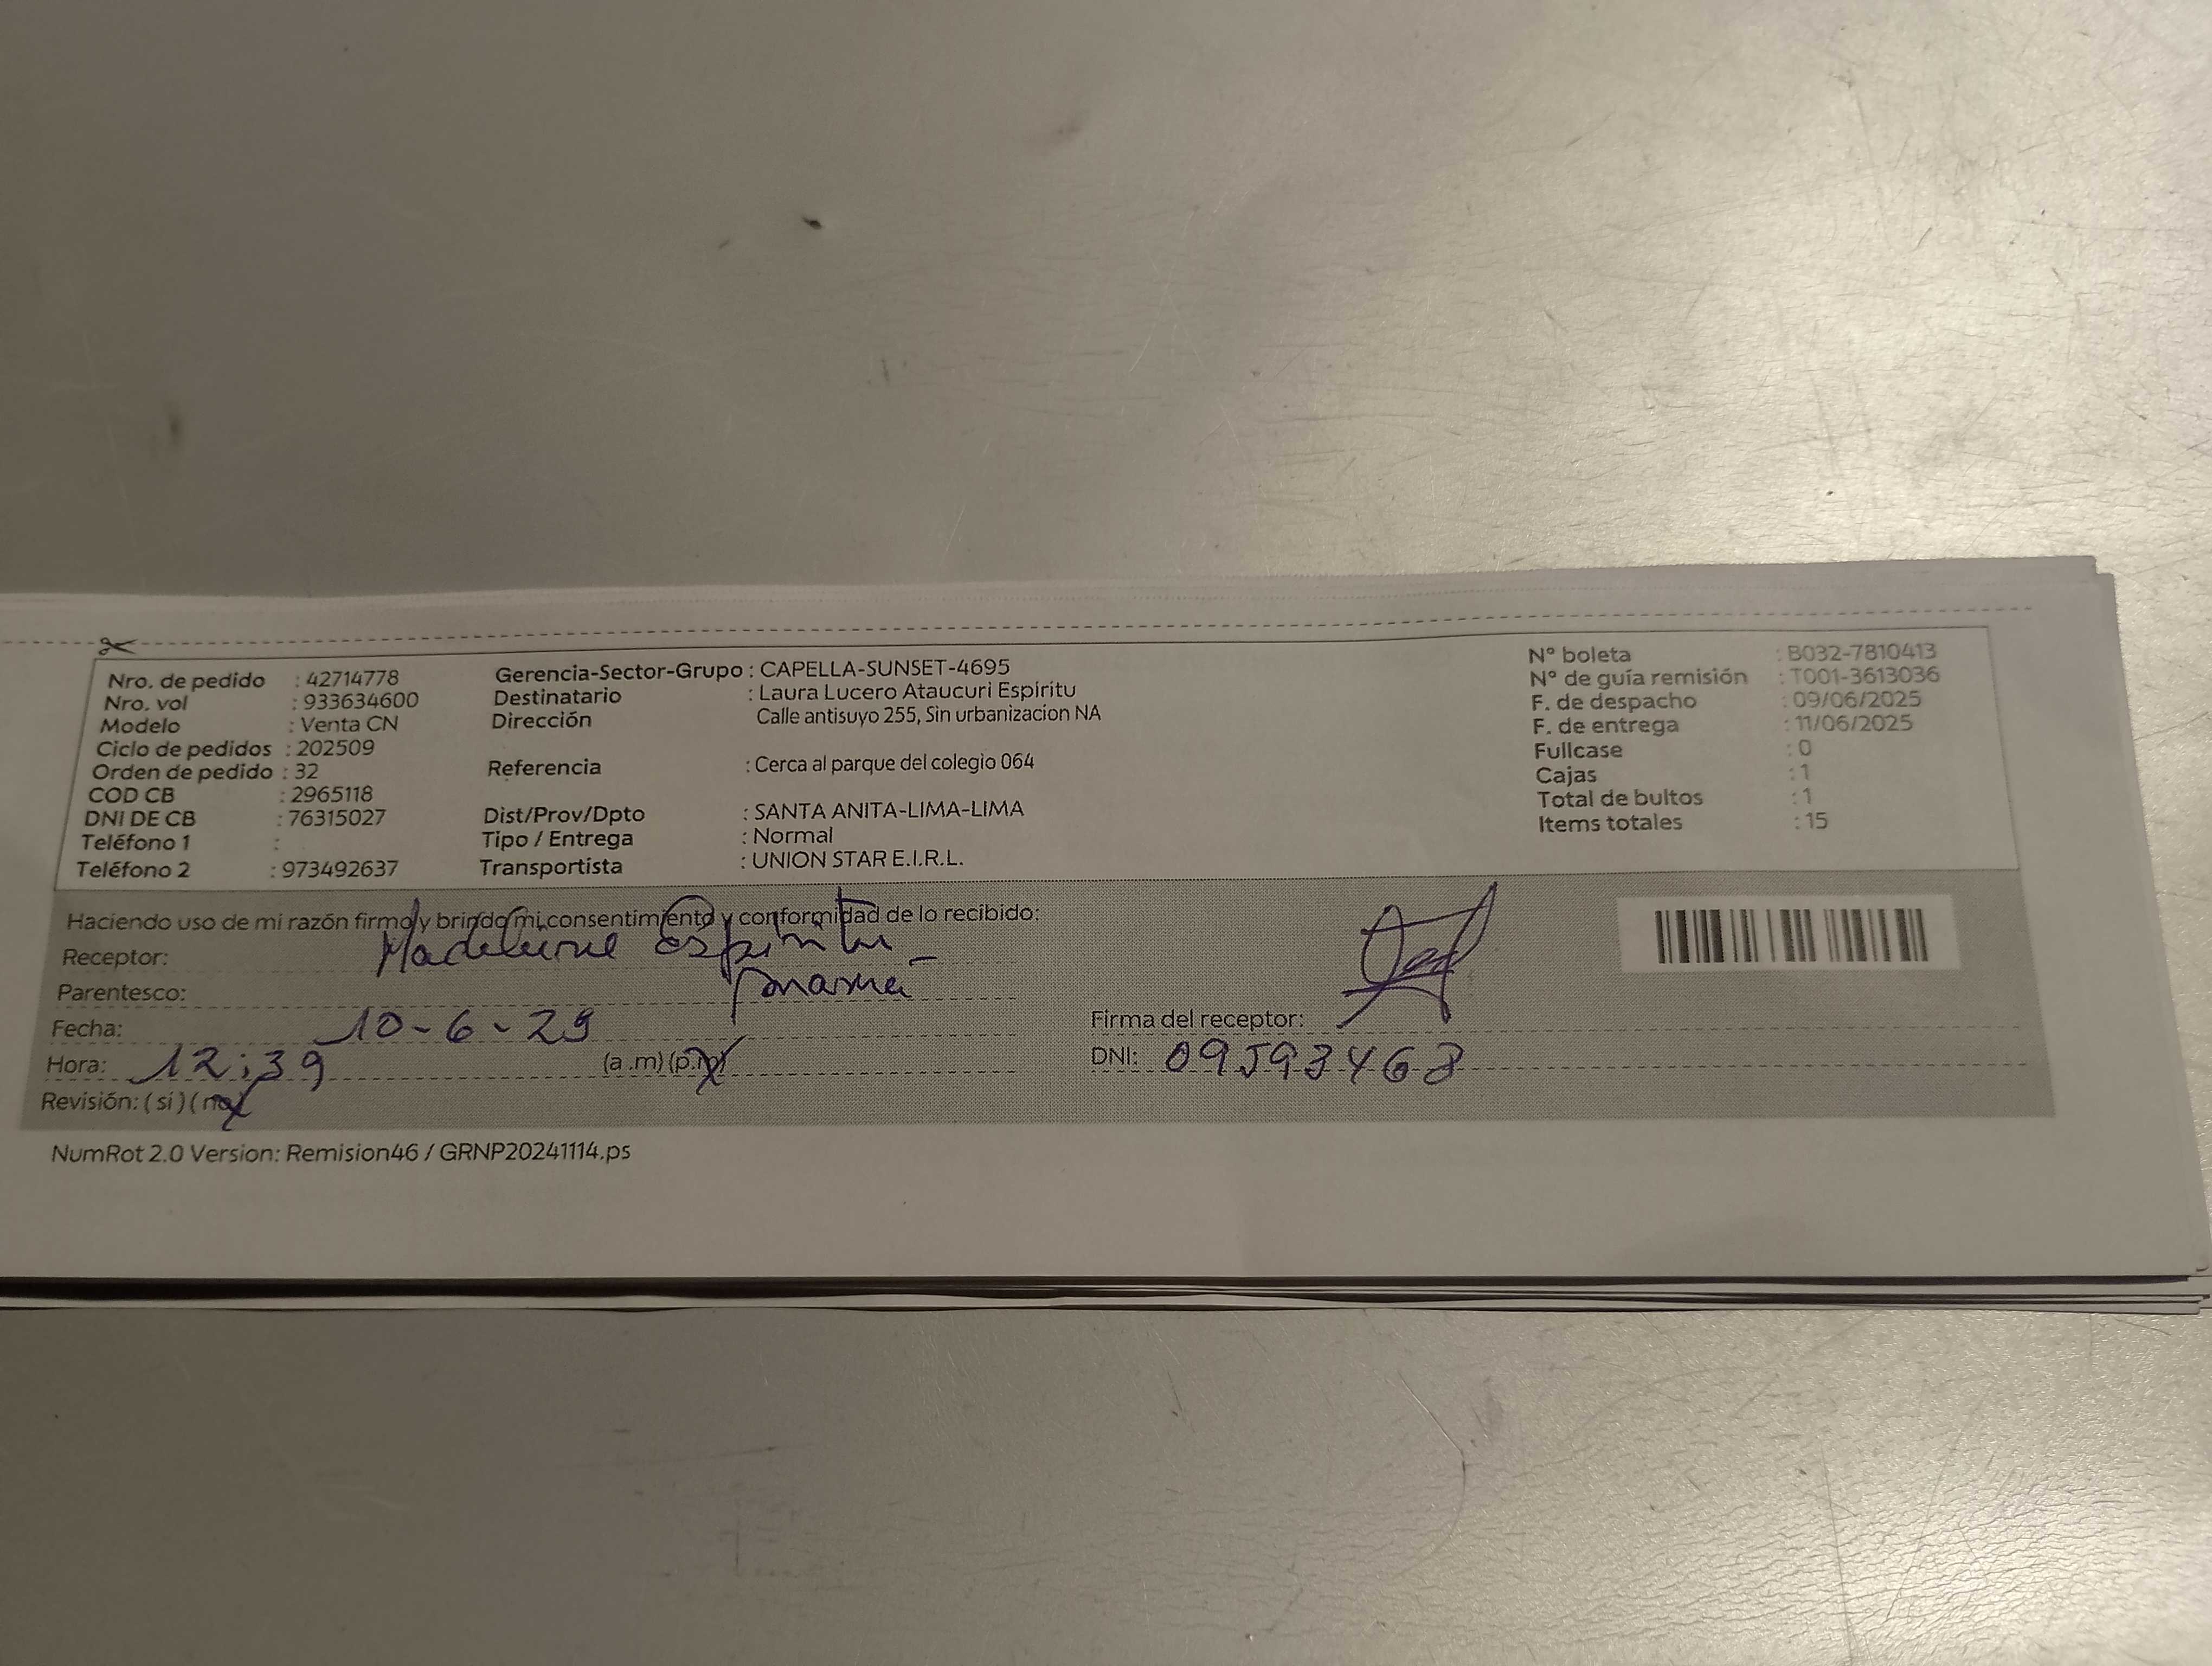 Nro. de pedido : 42714778
Nro. vol : 933634600
Modelo : Venta CN
Ciclo de pedidos : 202509
Orden de pedido : 32
COD CB : 2965118
DNI DE CB : 76315027
Teléfono 1 :
Teléfono 2 : 973492637
Gerencia-Sector-Grupo : CAPELLA-SUNSET-4695
Destinatario : Laura Lucero Ataucuri Espiritu
Dirección Calle antisuyo 255, Sin urbanizacion NA
Referencia : Cerca al parque del colegio 064
Dist/Prov/Dpto : SANTA ANITA-LIMA-LIMA
Tipo / Entrega : Normal
Transportista : UNION STAR E.I.R.L.
N° boleta : B032-7810413
N° de guía remisión : T001-3613036
F. de despacho : 09/06/2025
F. de entrega : 11/06/2025
Fullcase : 0
Cajas : 1
Total de bultos : 1
Items totales : 15
Haciendo uso de mi razón firmo y brindo mi consentimiento y conformidad de lo recibido:
Receptor: Madeleine Espiritu
Parentesco: mamá
Fecha: 10-6-25
Hora: 12:39 (a.m) (p.m)
Revisión: (si) (no)
Firma del receptor:
DNI: 09593468
NumRot 2.0 Version: Remision46 / GRNP20241114.ps